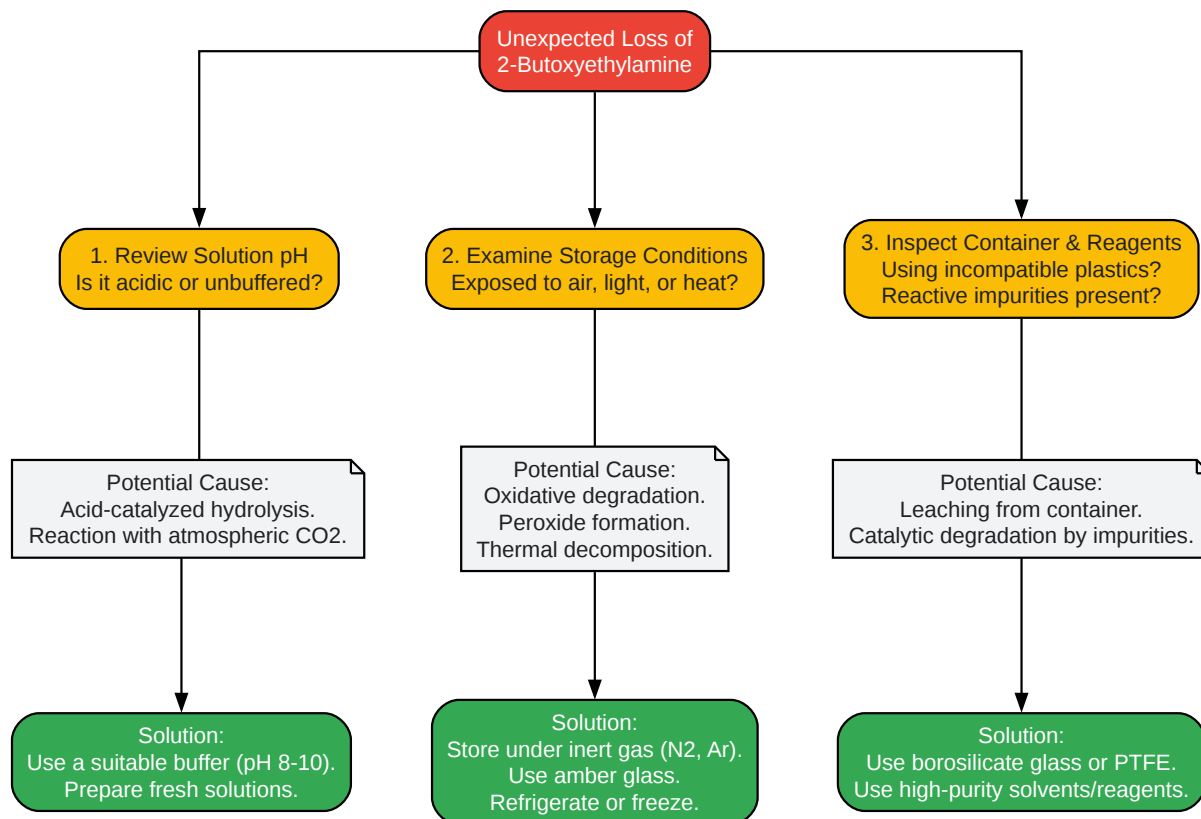 Unexpected Loss of
2-Butoxyethylamine
1. Review Solution pH
Is it acidic or unbuffered?
2. Examine Storage Conditions
Exposed to air, light, or heat?
3. Inspect Container & Reagents
Using incompatible plastics?
Reactive impurities present?
Potential Cause:
Acid-catalyzed hydrolysis.
Reaction with atmospheric CO2.
Potential Cause:
Oxidative degradation.
Peroxide formation.
Thermal decomposition.
Potential Cause:
Leaching from container.
Catalytic degradation by impurities.
Solution:
Use a suitable buffer (pH 8-10).
Prepare fresh solutions.
Solution:
Store under inert gas (N2, Ar).
Use amber glass.
Refrigerate or freeze.
Solution:
Use borosilicate glass or PTFE.
Use high-purity solvents/reagents.